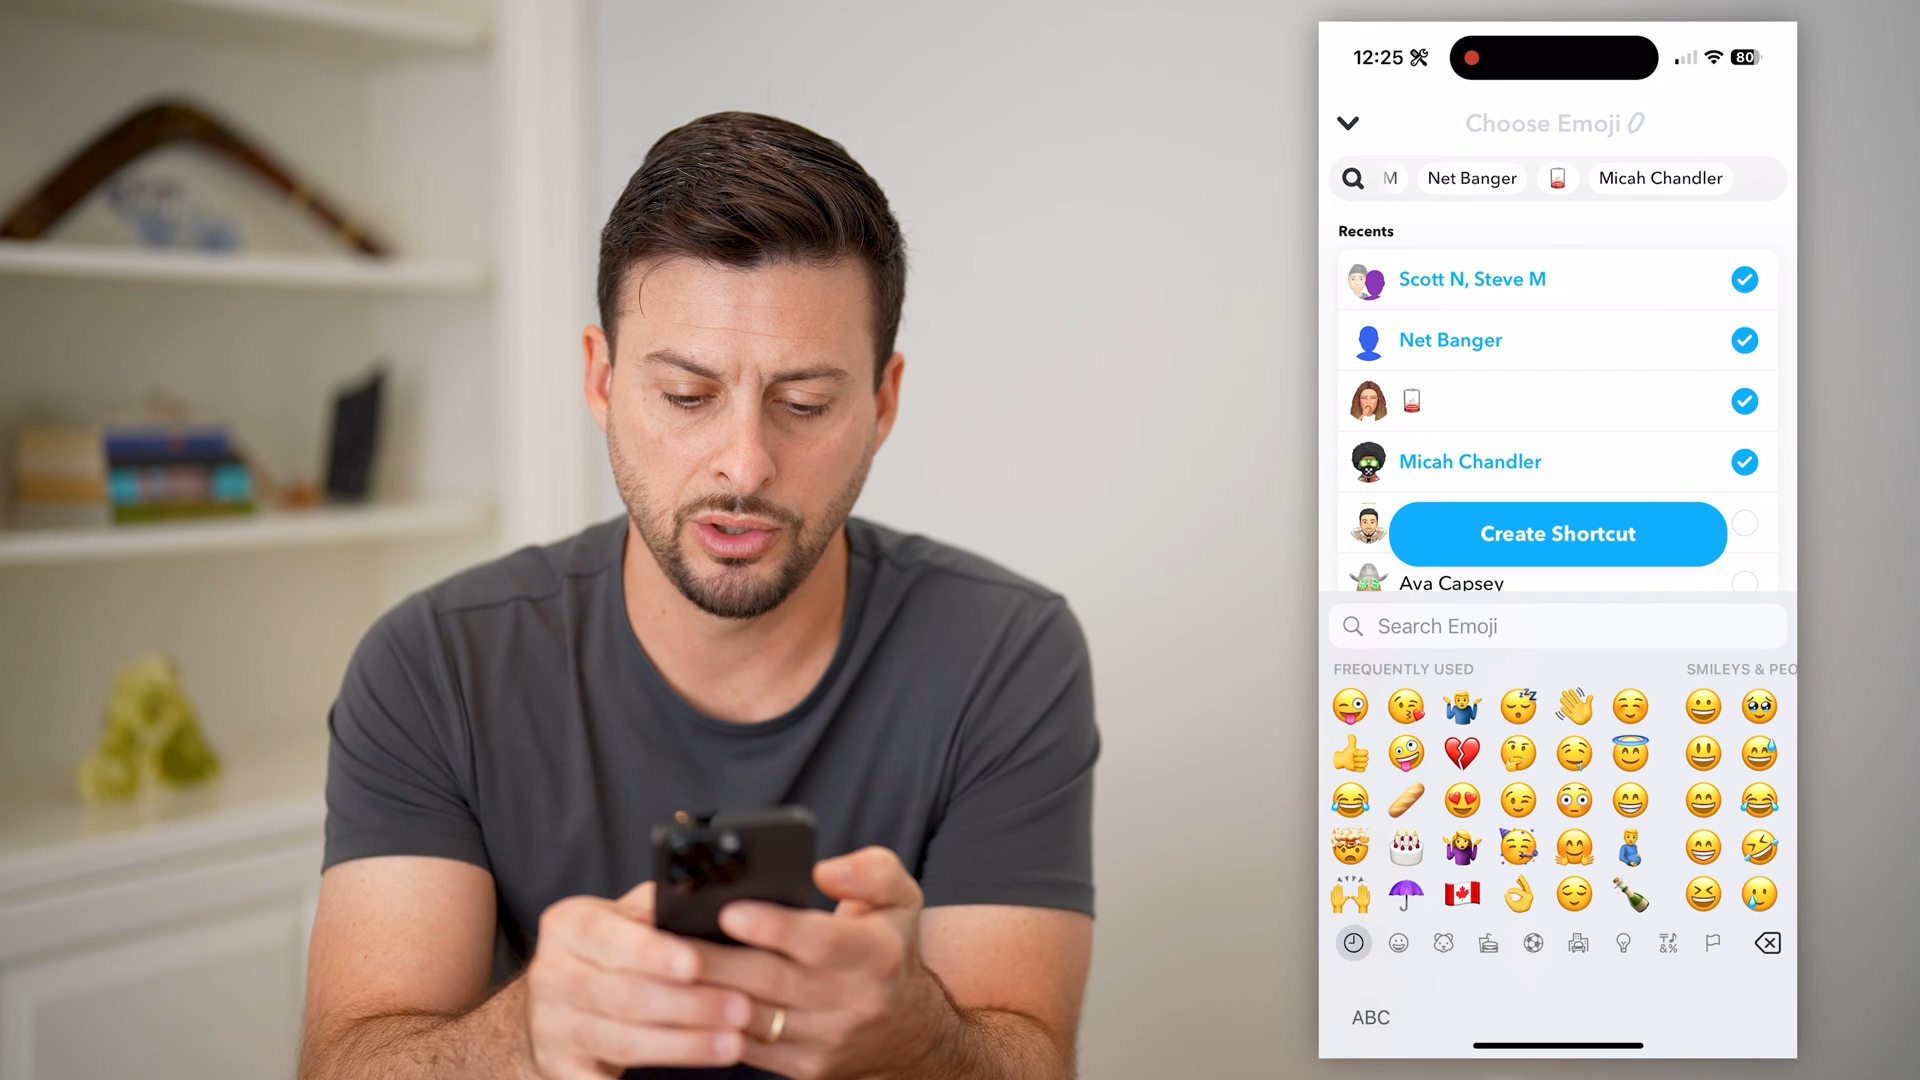 12:25
80
Choose Emoji
M Net Banger Micah Chandler
Recents
Scott N, Steve M
Net Banger
Micah Chandler
Create Shortcut
Ava Capsey
Search Emoji
FREQUENTLY USED SMILEYS & PEO
ABC